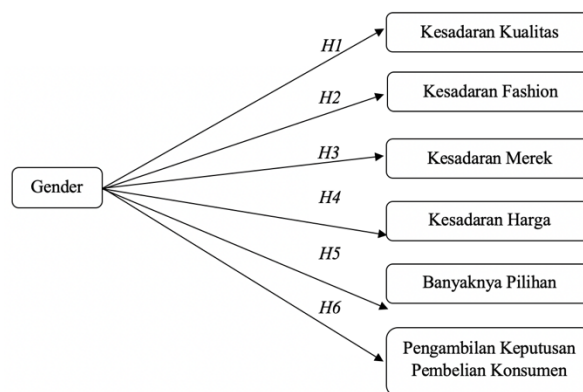 Kesadaran Kualitas
H1
Kesadaran Fashion
H2
Kesadaran Merek
H3
Gender
H4
Kesadaran Harga
H5
Banyaknya Pilihan
H6
Pengambilan Keputusan
Pembelian Konsumen